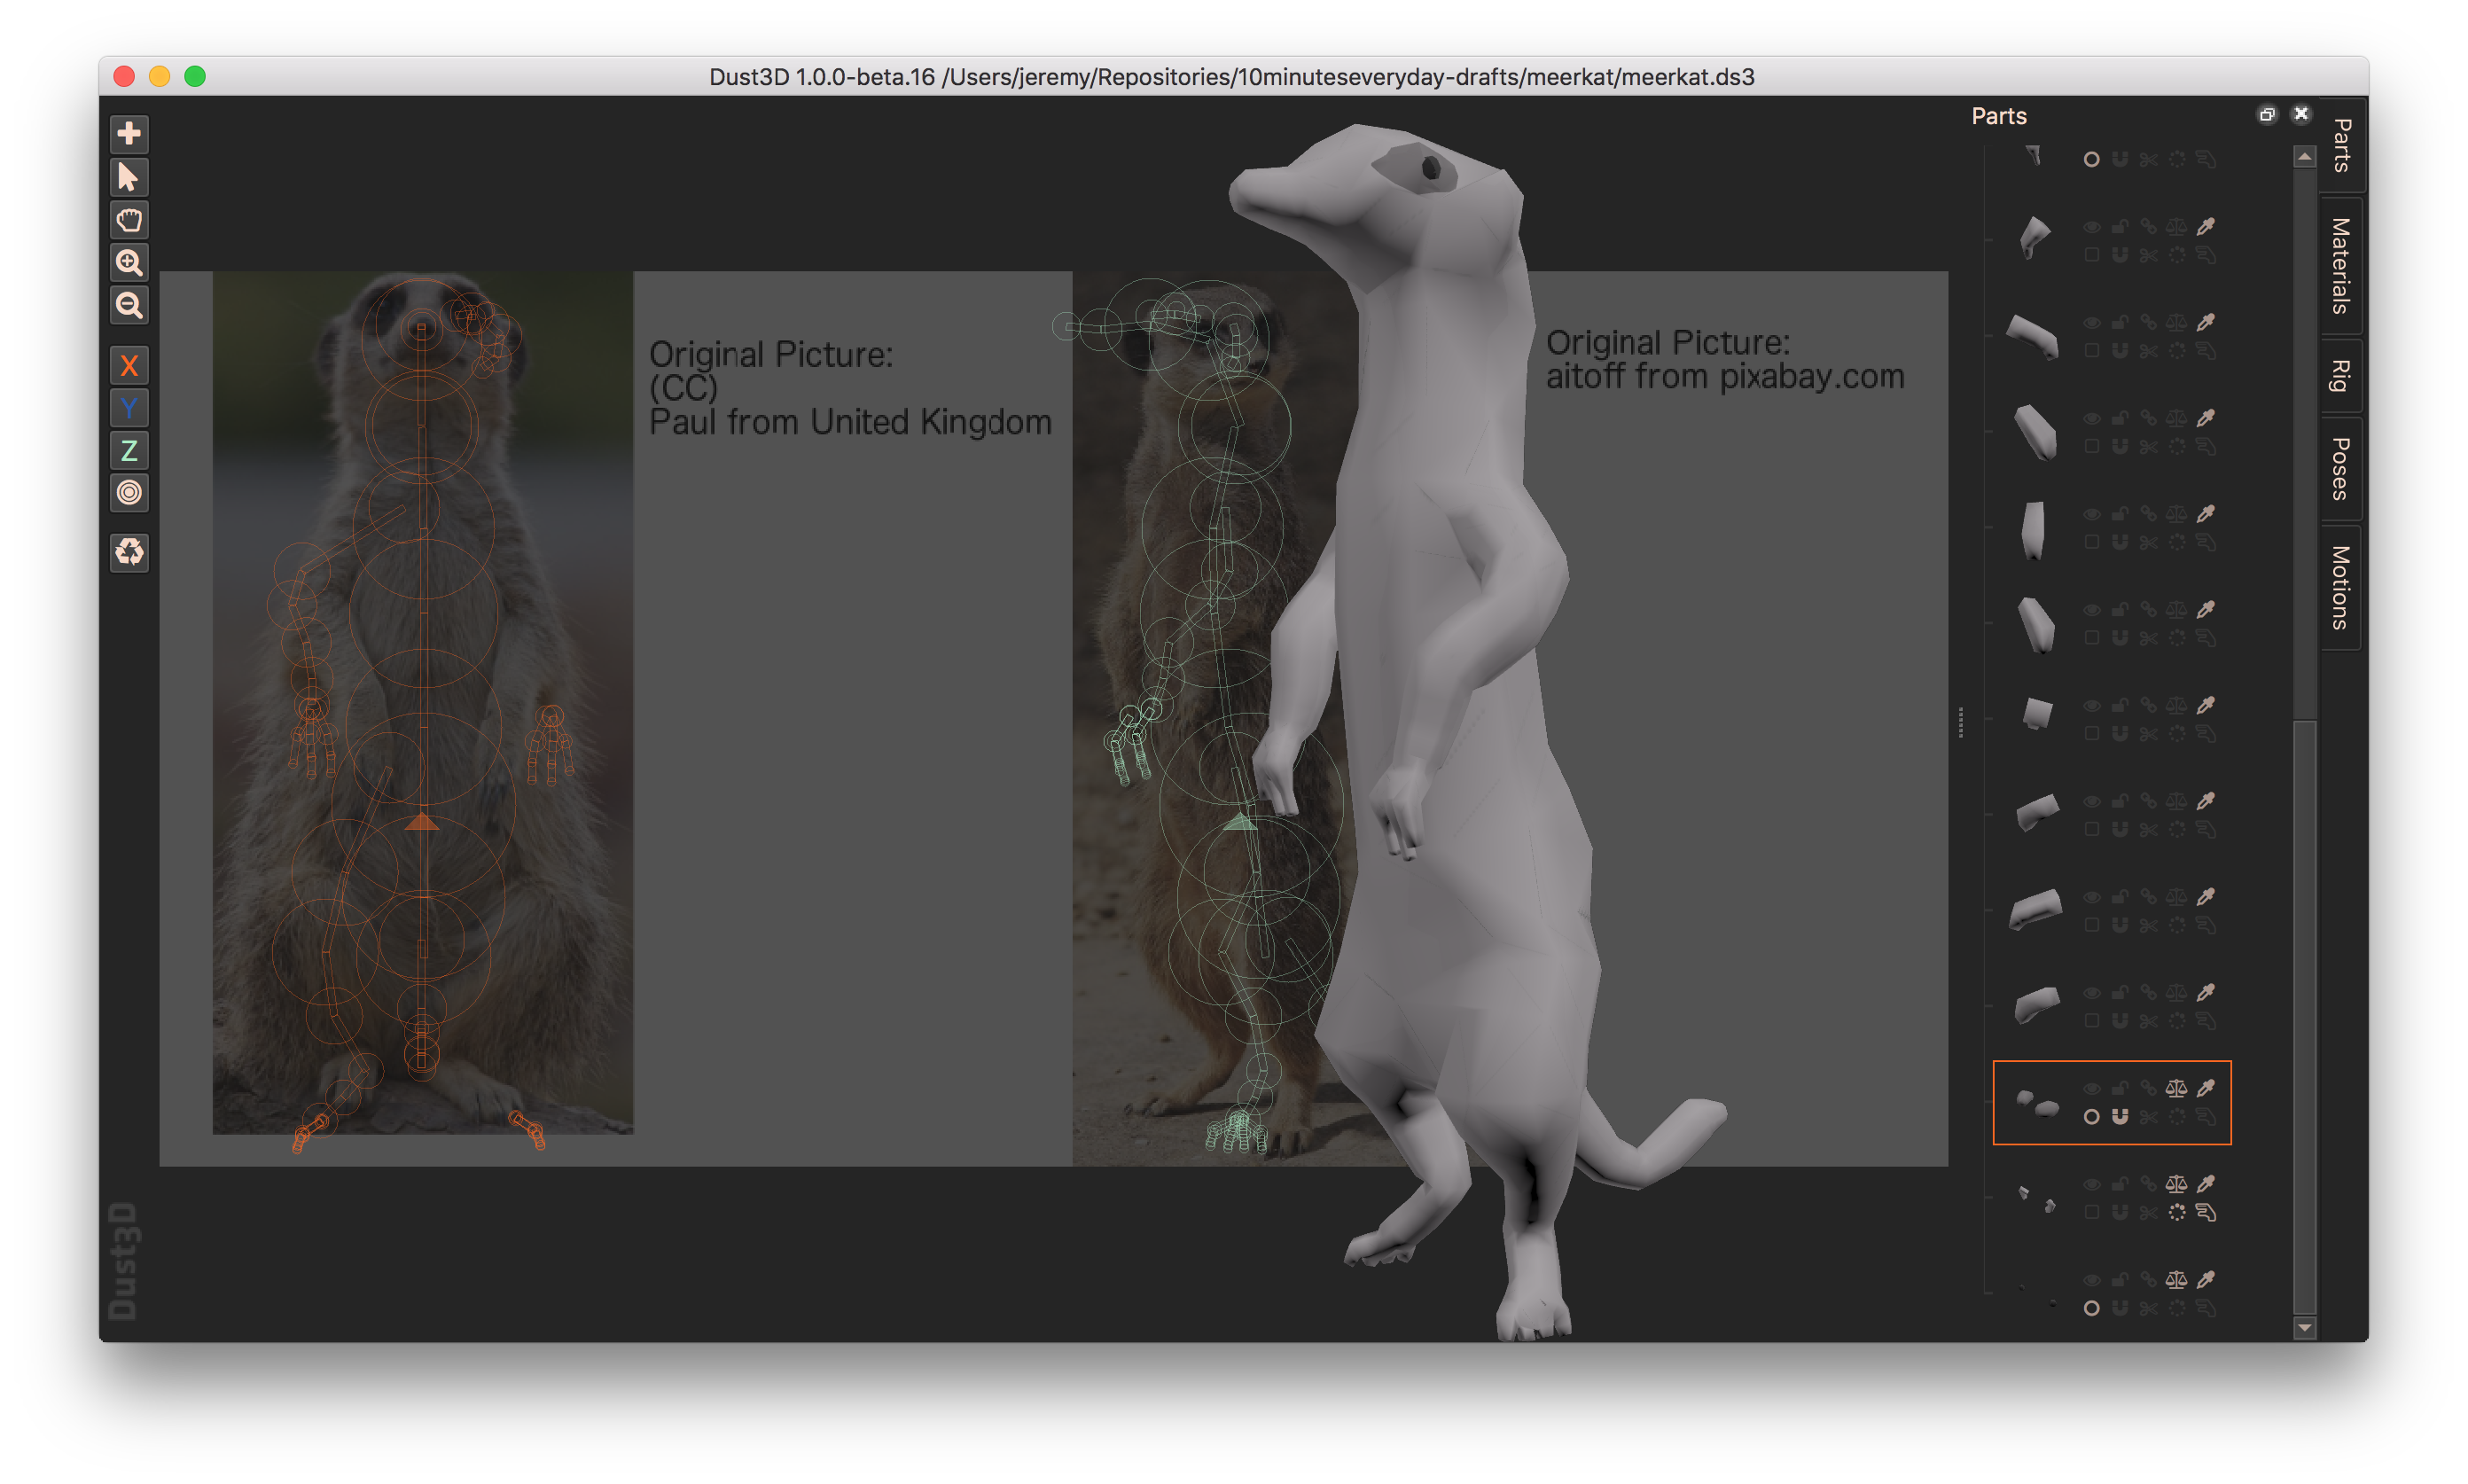 Dust3D 1.0.0-beta.16 /Users/jeremy/Repositories/10minuteseveryday-drafts/meerkat/meerkat.ds3
Parts
Parts
Materials
Rig
Poses
Motions
X
Y
Z
Original Picture:
(CC)
Paul from United Kingdom
Original Picture:
aitoff from pixabay.com
Dust3D